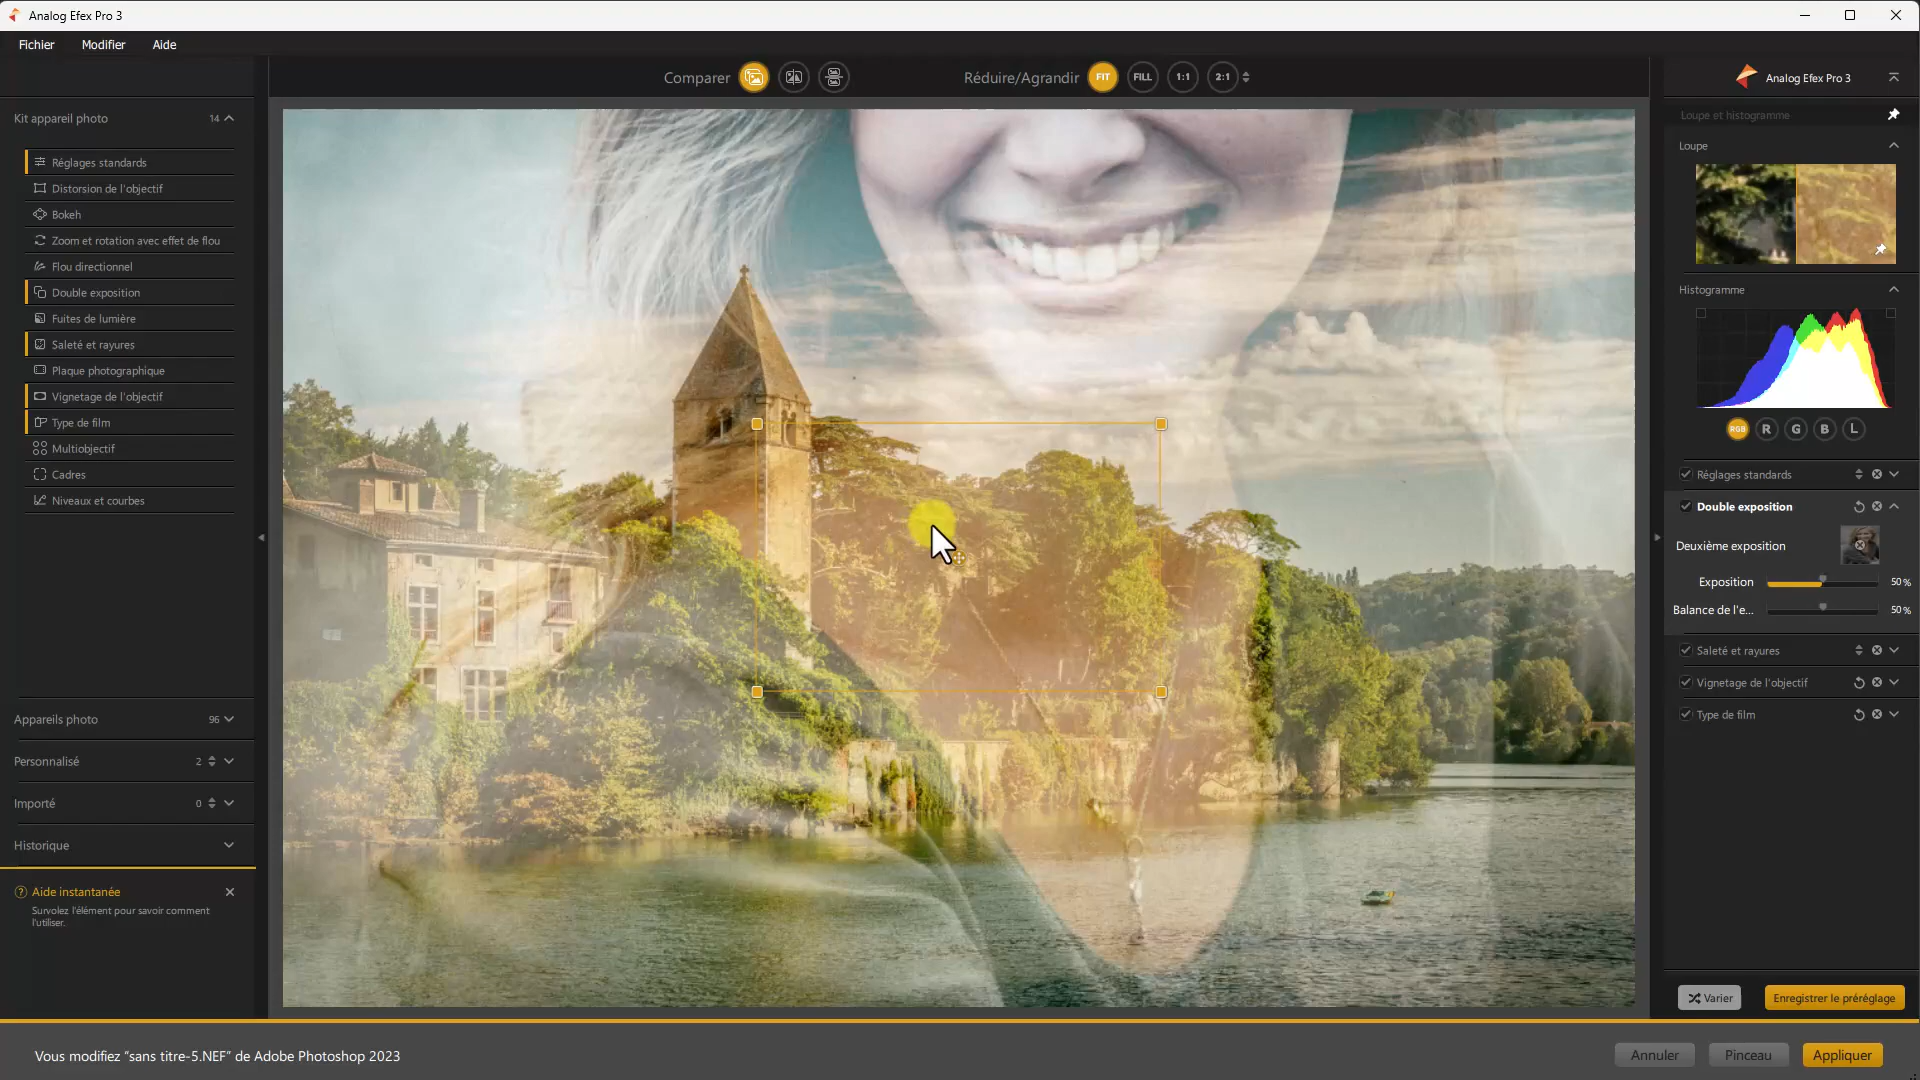 Analog Efex Pro 3
Fichier Modifier Aide
Comparer Réduire/Agrandir FIT FILL 1:1 2:1
Analog Efex Pro 3
Kit appareil photo 14
Réglages standards
Distorsion de l'objectif
Bokeh
Zoom et rotation avec effet de flou
Flou directionnel
Double exposition
Fuites de lumière
Saleté et rayures
Plaque photographique
Vignetage de l'objectif
Type de film
Multiobjectif
Cadres
Niveaux et courbes
Appareils photo 96
Personnalisé 2
Importé 0
Historique
Aide instantanée
Survolez l'élément pour savoir comment
l'utiliser.
Loupe et histogramme
Loupe
Histogramme
RGB R G B L
Réglages standards
Double exposition
Deuxième exposition
Exposition 50 %
Balance de l'e... 50 %
Saleté et rayures
Vignetage de l'objectif
Type de film
Varier Enregistrer le préréglage
Vous modifiez "sans titre-5.NEF" de Adobe Photoshop 2023
Annuler Pinceau Appliquer